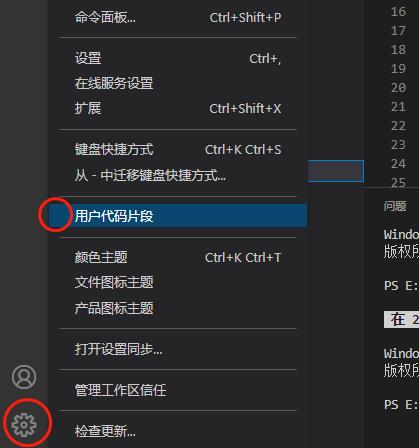 命令面板... Ctrl+Shift+P
设置 Ctrl+,
在线服务设置
扩展 Ctrl+Shift+X
键盘快捷方式 Ctrl+K Ctrl+S
从 - 中迁移键盘快捷方式...
用户代码片段
颜色主题 Ctrl+K Ctrl+T
文件图标主题
产品图标主题
打开设置同步...
管理工作区信任
检查更新...
16
17
18
19
20
21
22
23
24
25
问题
Windo
版权所
PS E:
在 2
Windo
版权所
PS E: